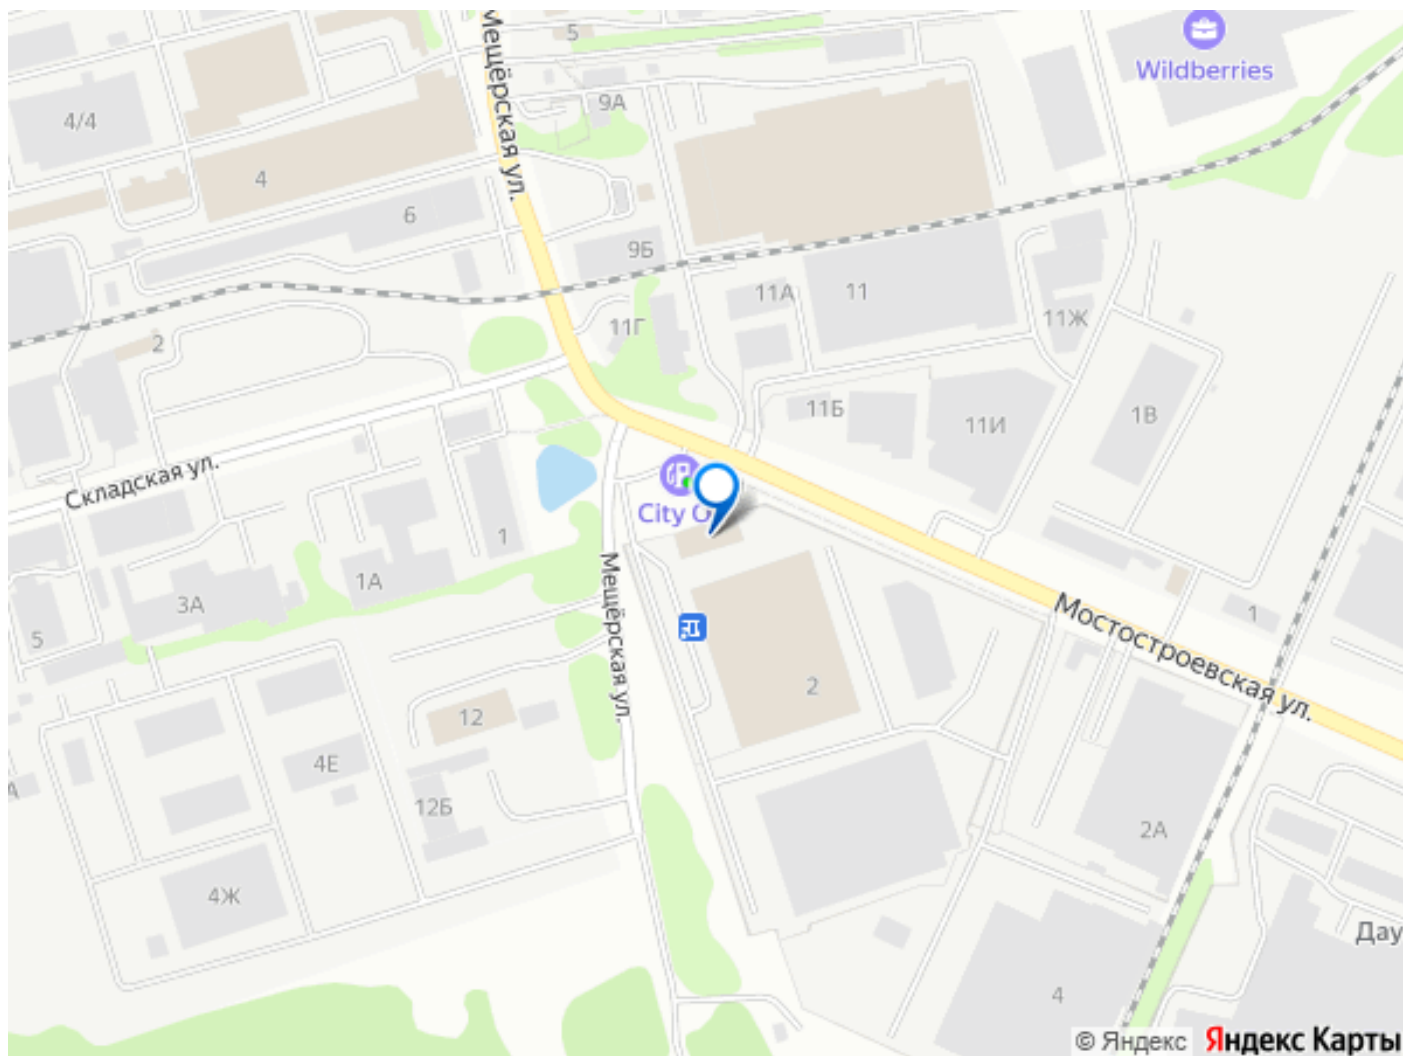 5
Wildberries
Мещёрская ул.
9А
4/4
4
6
9Б
11А
11
11Г
11Ж
2
11Б
11И
1В
Складская ул.
City O
1
1А
3А
5
Мещёрская ул.
Мостостроевская ул.
1
2
12
4Е
А
12Б
2А
4Ж
Дау
4
© Яндекс
Яндекс Карты